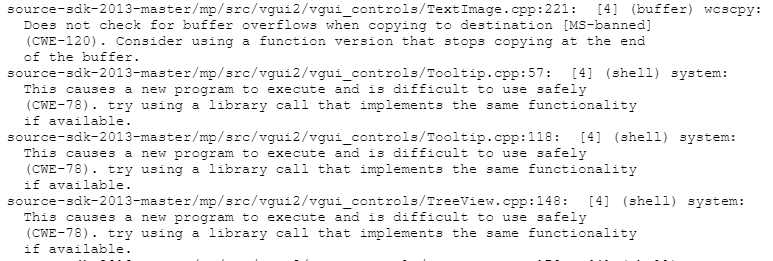 source-sdk-2013-master/mp/src/vgui2/vgui_controls/TextImage.cpp:221:  [4] (buffer) wcscpy:
Does not check for buffer overflows when copying to destination [MS-banned]
(CWE-120). Consider using a function version that stops copying at the end
of the buffer.
source-sdk-2013-master/mp/src/vgui2/vgui_controls/Tooltip.cpp:57:  [4] (shell) system:
This causes a new program to execute and is difficult to use safely
(CWE-78). try using a library call that implements the same functionality
if available.
source-sdk-2013-master/mp/src/vgui2/vgui_controls/Tooltip.cpp:118:  [4] (shell) system:
This causes a new program to execute and is difficult to use safely
(CWE-78). try using a library call that implements the same functionality
if available.
source-sdk-2013-master/mp/src/vgui2/vgui_controls/TreeView.cpp:148:  [4] (shell) system:
This causes a new program to execute and is difficult to use safely
(CWE-78). try using a library call that implements the same functionality
if available.